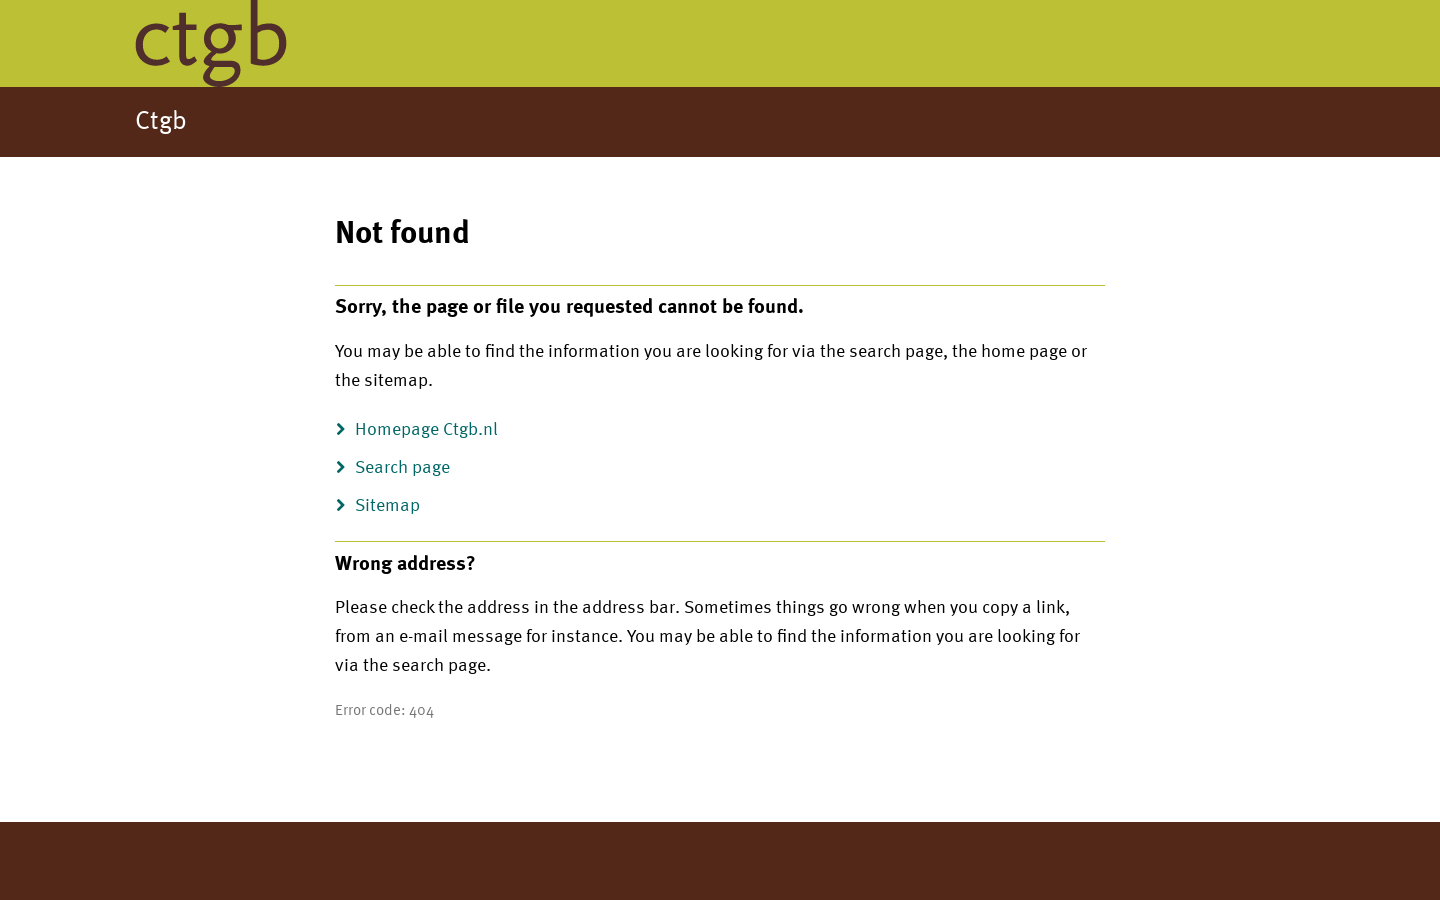 ctgb
Ctgb
Not found
Sorry, the page or file you requested cannot be found.
You may be able to find the information you are looking for via the search page, the home page or
the sitemap.
Homepage Ctgb.nl
Search page
Sitemap
Wrong address?
Please check the address in the address bar. Sometimes things go wrong when you copy a link,
from an e-mail message for instance. You may be able to find the information you are looking for
via the search page.
Error code: 404